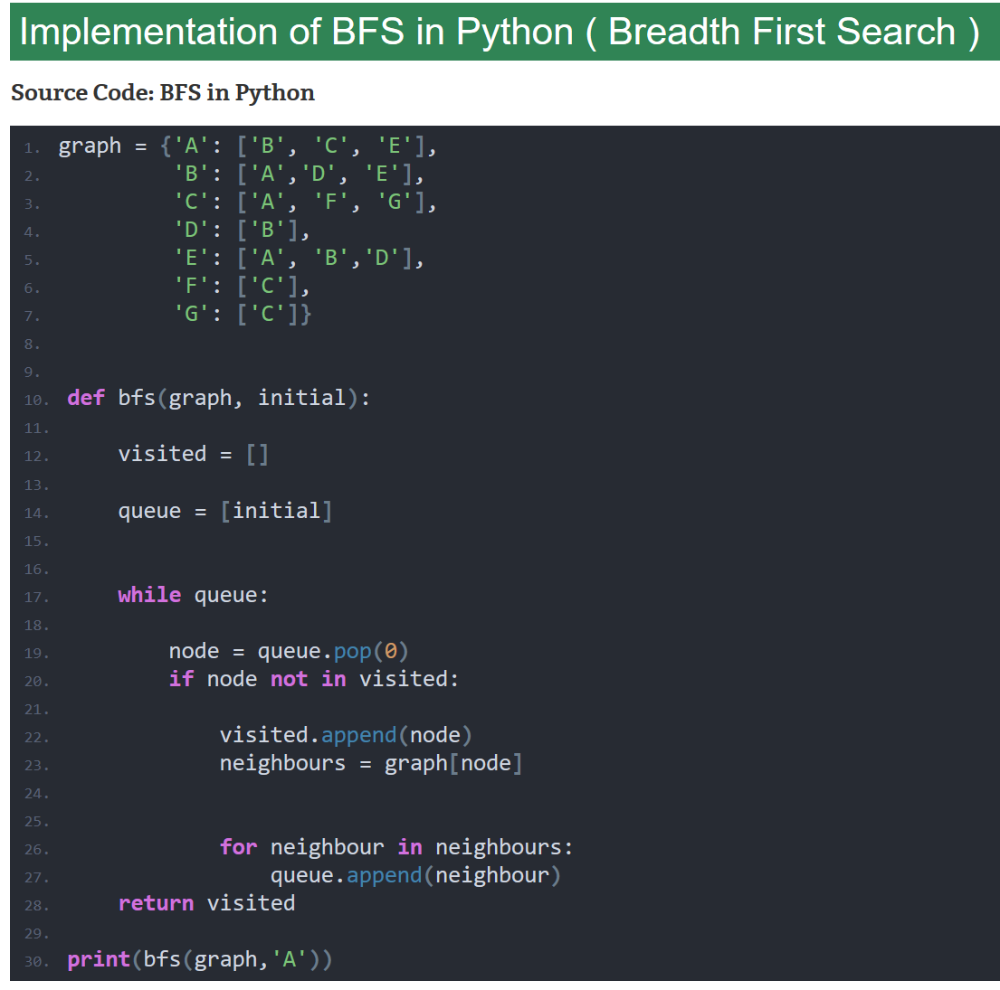 Implementation of BFS in Python ( Breadth First Search )
Source Code: BFS in Python
1. graph = {'A': ['B', 'C', 'E'],
2.          'B': ['A','D', 'E'],
3.          'C': ['A', 'F', 'G'],
4.          'D': ['B'],
5.          'E': ['A', 'B','D'],
6.          'F': ['C'],
7.          'G': ['C']}
8.
9.
10. def bfs(graph, initial):
11.
12.     visited = []
13.
14.     queue = [initial]
15.
16.
17.     while queue:
18.
19.         node = queue.pop(0)
20.         if node not in visited:
21.
22.             visited.append(node)
23.             neighbours = graph[node]
24.
25.
26.             for neighbour in neighbours:
27.                 queue.append(neighbour)
28.     return visited
29.
30. print(bfs(graph,'A'))